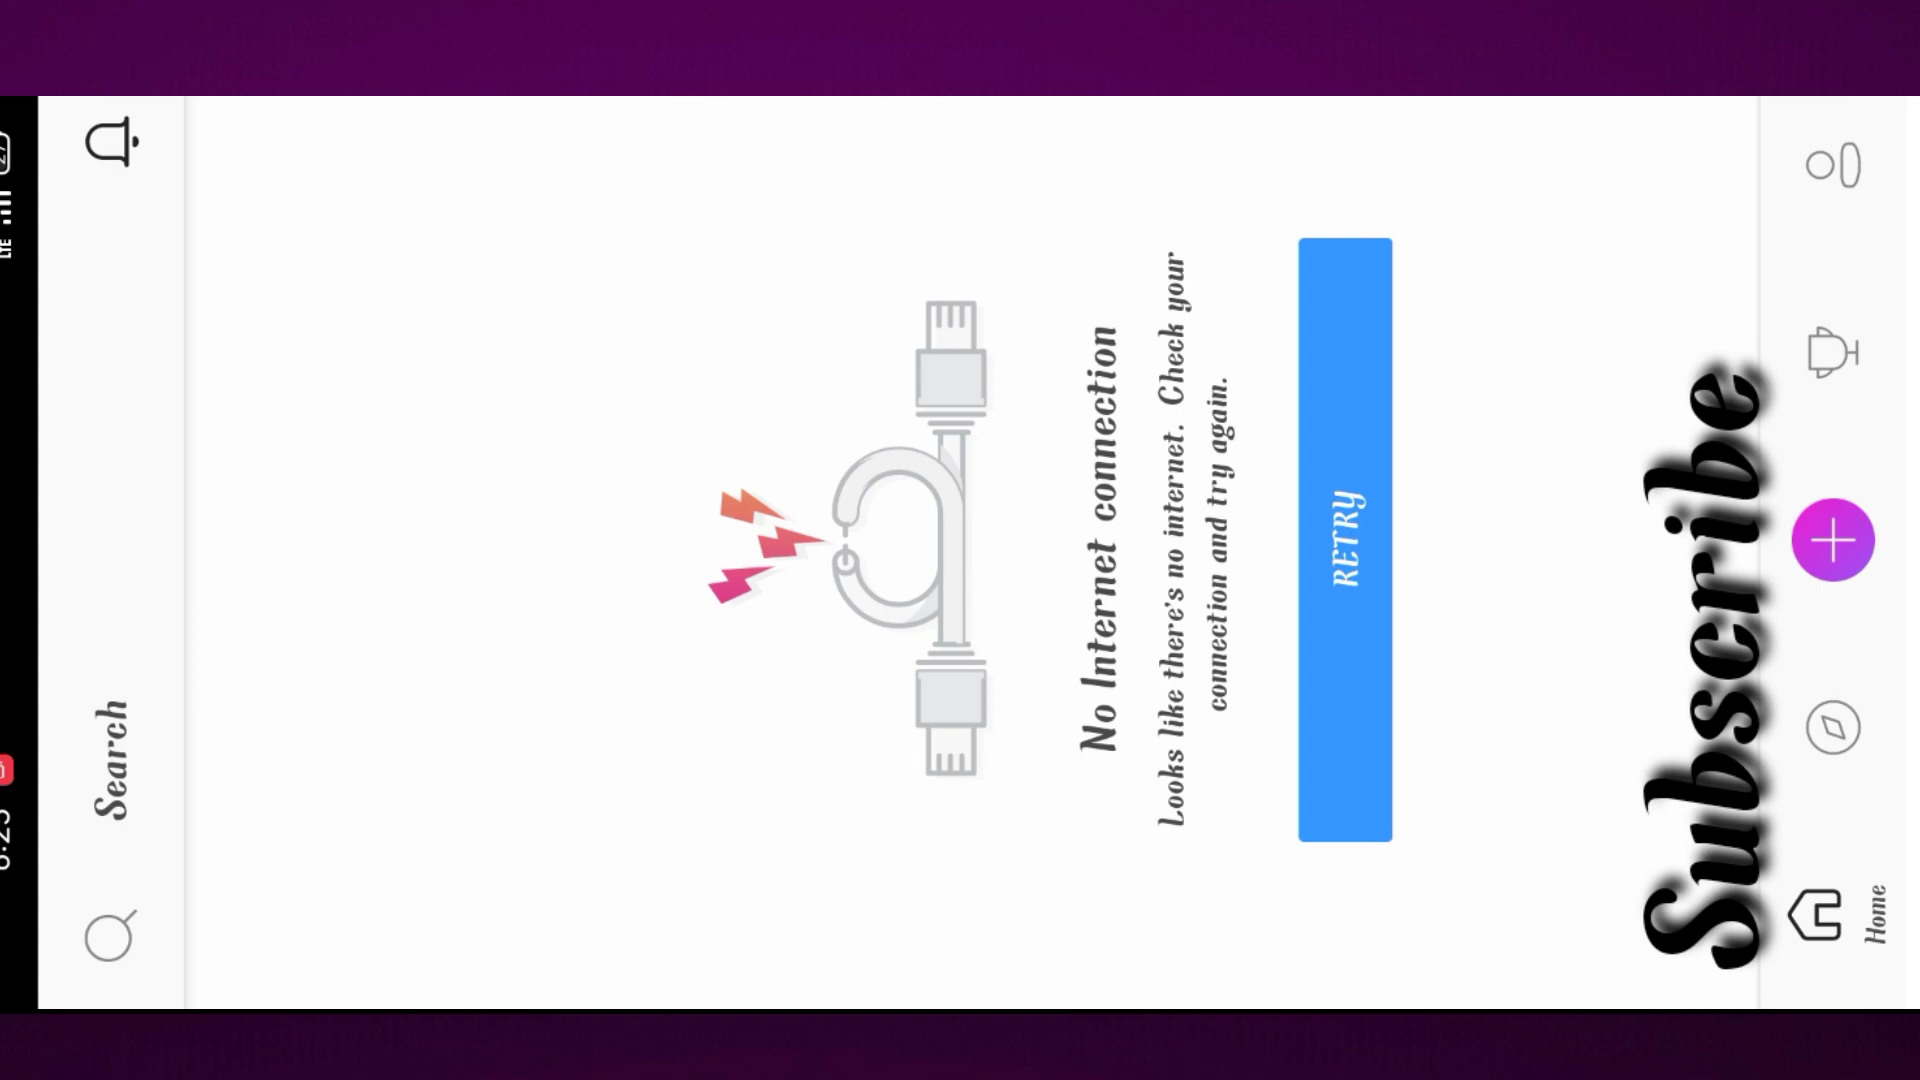 Search
No Internet connection
Looks like there's no internet. Check your
connection and try again.
RETRY
Subscribe
Home